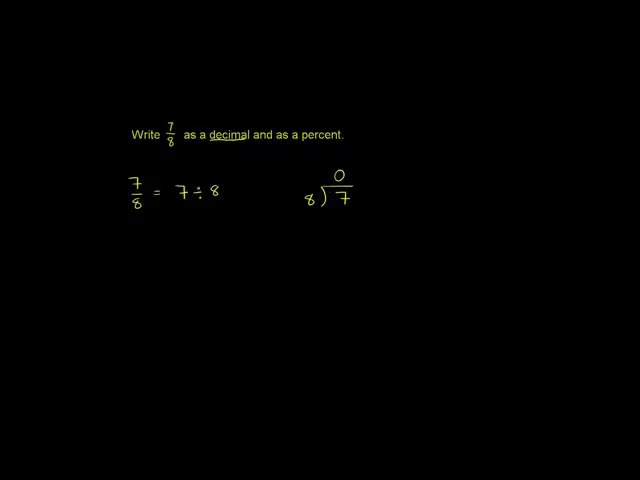 Write 7/8 as a decimal and as a percent.
7/8 = 7 ÷ 8
0
8 ) 7